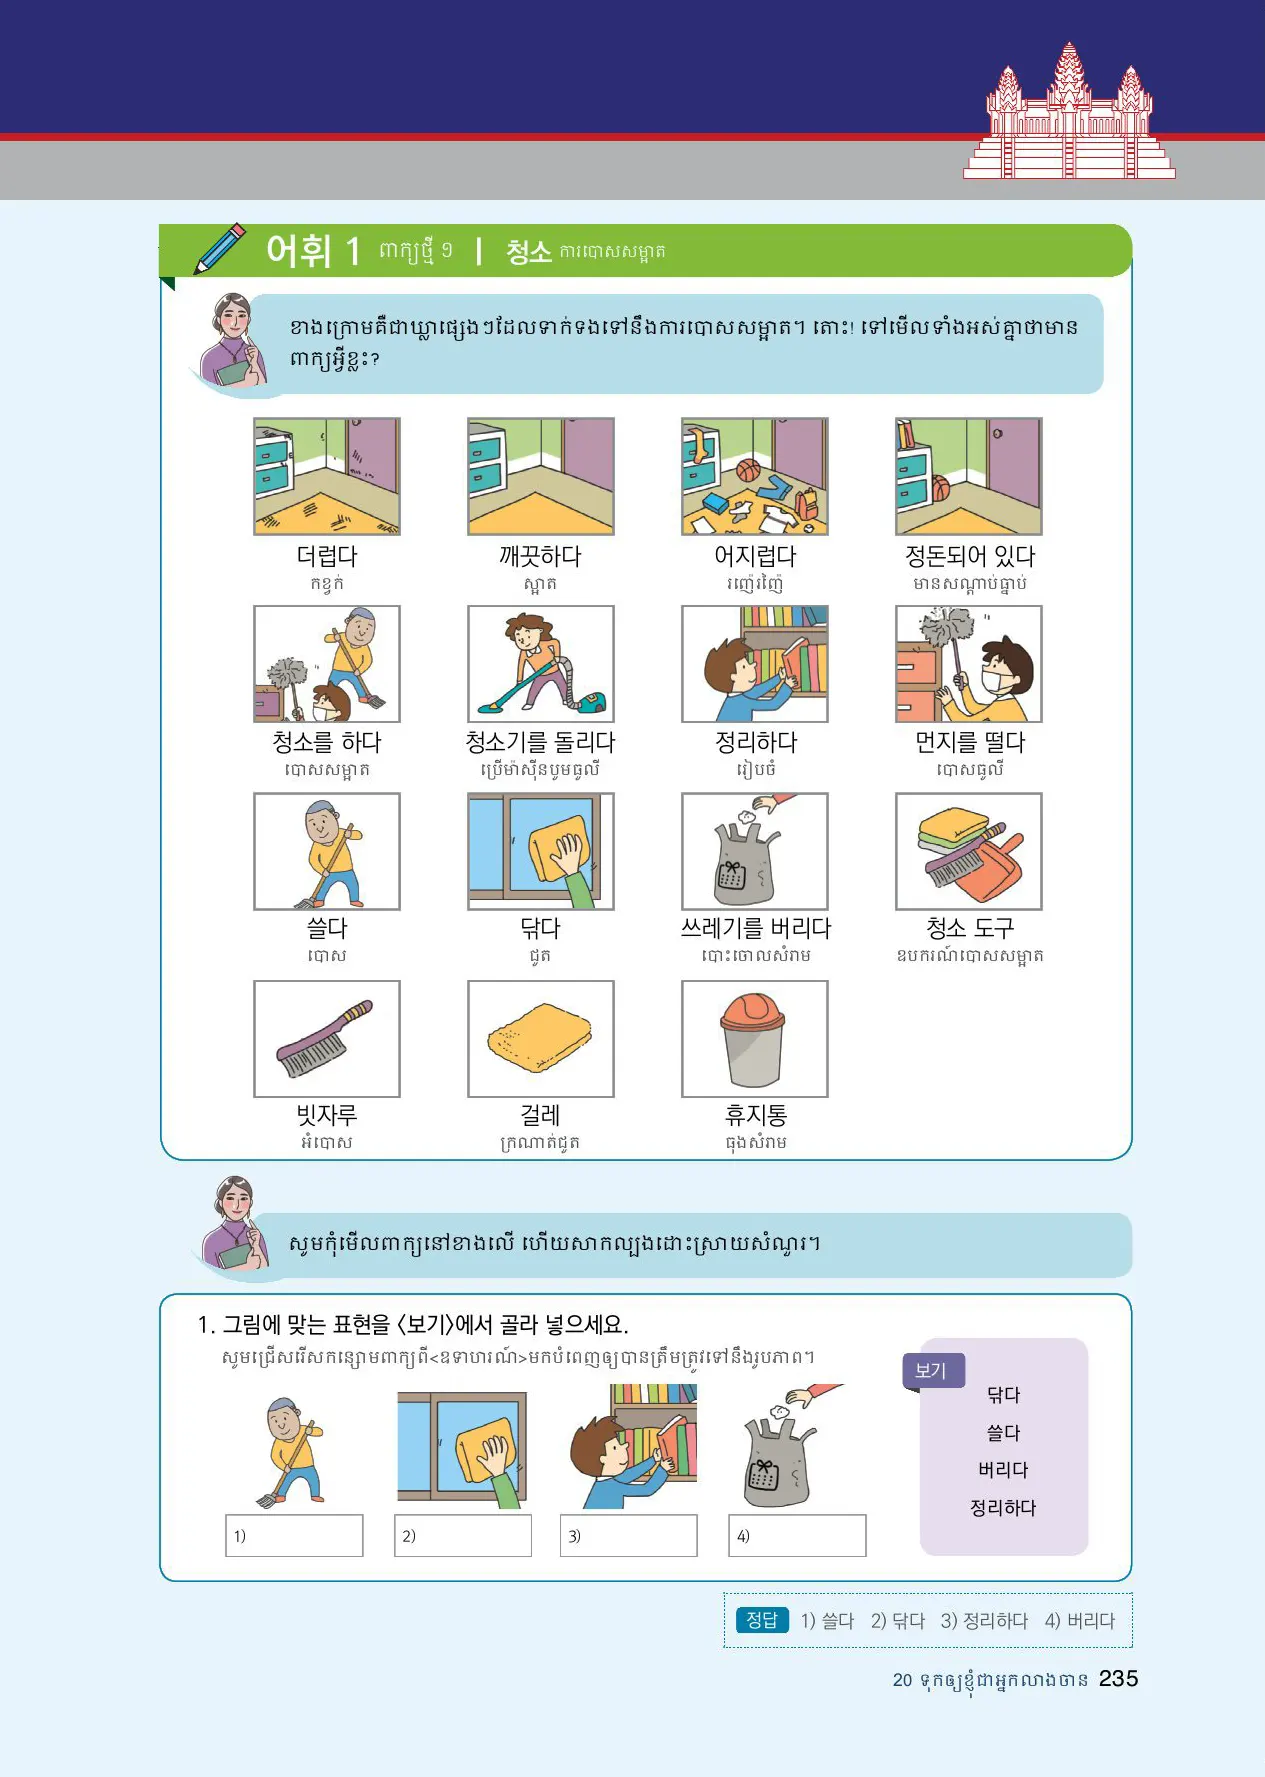 어휘 1 ពាក្យថ្មី ១ | 청소 ការបោសសម្អាត
ខាងក្រោមគឺជាឃ្លាផ្សេងៗដែលទាក់ទងទៅនឹងការបោសសម្អាត។ តោះ! ទៅមើលទាំងអស់គ្នាថាមាន
ពាក្យអ្វីខ្លះ?
더럽다 깨끗하다 어지럽다 정돈되어 있다
កខ្វក់ ស្អាត រញ៉េរញ៉ៃ មានសណ្ដាប់ធ្នាប់
청소를 하다 청소기를 돌리다 정리하다 먼지를 떨다
បោសសម្អាត ប្រើម៉ាស៊ីនបូមធូលី រៀបចំ បោសធូលី
쓸다 닦다 쓰레기를 버리다 청소 도구
បោស ជូត បោះចោលសំរាម ឧបករណ៍បោសសម្អាត
빗자루 걸레 휴지통
អំបោស ក្រណាត់ជូត ធុងសំរាម
សូមកុំមើលពាក្យនៅខាងលើ ហើយសាកល្បងដោះស្រាយសំណួរ។
1. 그림에 맞는 표현을 〈보기〉에서 골라 넣으세요.
សូមជ្រើសរើសកន្សោមពាក្យពី<ឧទាហរណ៍>មកបំពេញឲ្យបានត្រឹមត្រូវទៅនឹងរូបភាព។
보기
닦다
쓸다
버리다
정리하다
1) 2) 3) 4)
정답 1) 쓸다 2) 닦다 3) 정리하다 4) 버리다
20 ទុកឲ្យខ្ញុំជាអ្នកលាងចាន 235